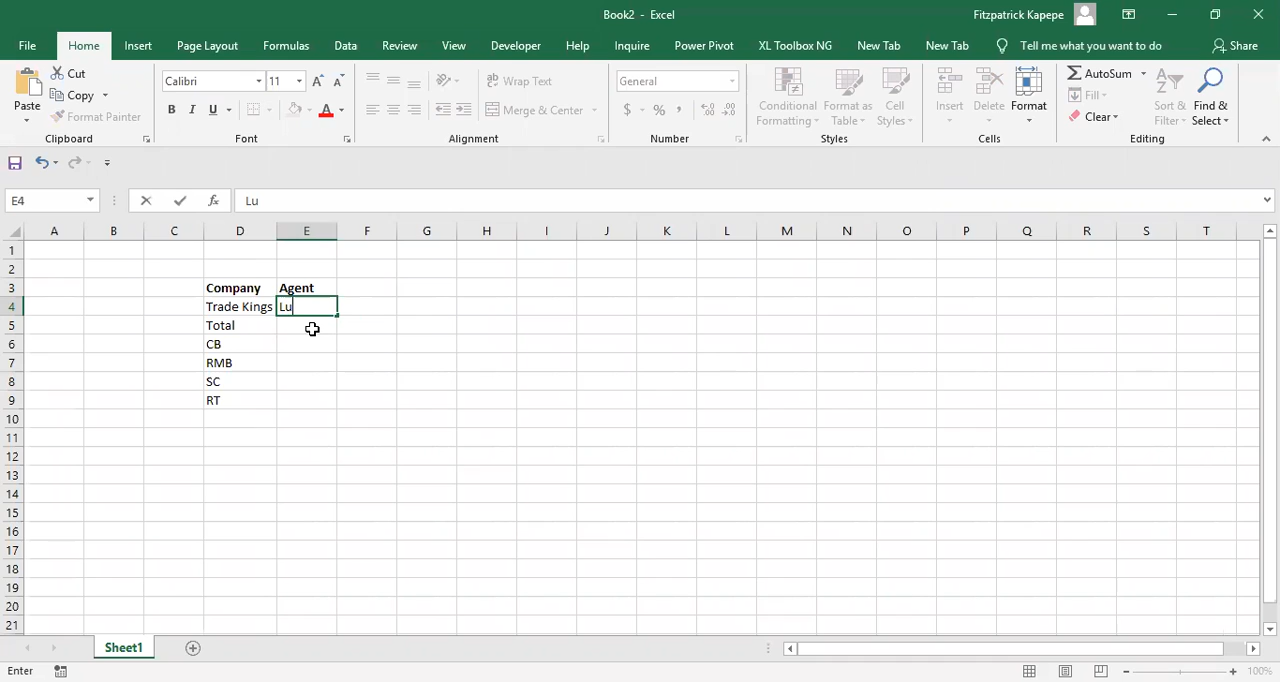 Book2 - Excel
Fitzpatrick Kapepe
File Home Insert Page Layout Formulas Data Review View Developer Help Inquire Power Pivot XL Toolbox NG New Tab New Tab Tell me what you want to do Share
Paste Cut Copy Format Painter Clipboard
Calibri 11 A A B I U A Font
ab Wrap Text Merge & Center Alignment
General $ % , .00 .0 Number
Conditional Formatting Format as Table Cell Styles Styles
Insert Delete Format Cells
AutoSum Fill Clear Sort & Filter Find & Select Editing
E4 fx Lu
A B C D E F G H I J K L M N O P Q R S T
1
2
3 Company Agent
4 Trade Kings Lu
5 Total
6 CB
7 RMB
8 SC
9 RT
10
11
12
13
14
15
16
17
18
19
20
21
Sheet1
Enter 100%